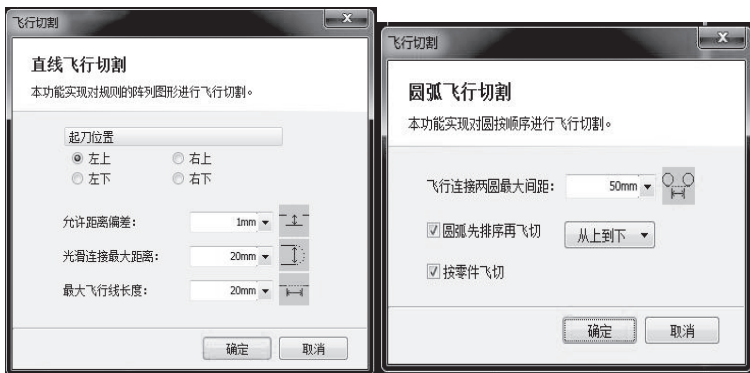 飞行切割
直线飞行切割
本功能实现对规则的阵列图形进行飞行切割。
起刀位置
左上 右上
左下 右下
允许距离偏差: 1mm
光滑连接最大距离: 20mm
最大飞行线长度: 20mm
确定 取消
飞行切割
圆弧飞行切割
本功能实现对圆按顺序进行飞行切割。
飞行连接两圆最大间距: 50mm
圆弧先排序再飞切 从上到下
按零件飞切
确定 取消